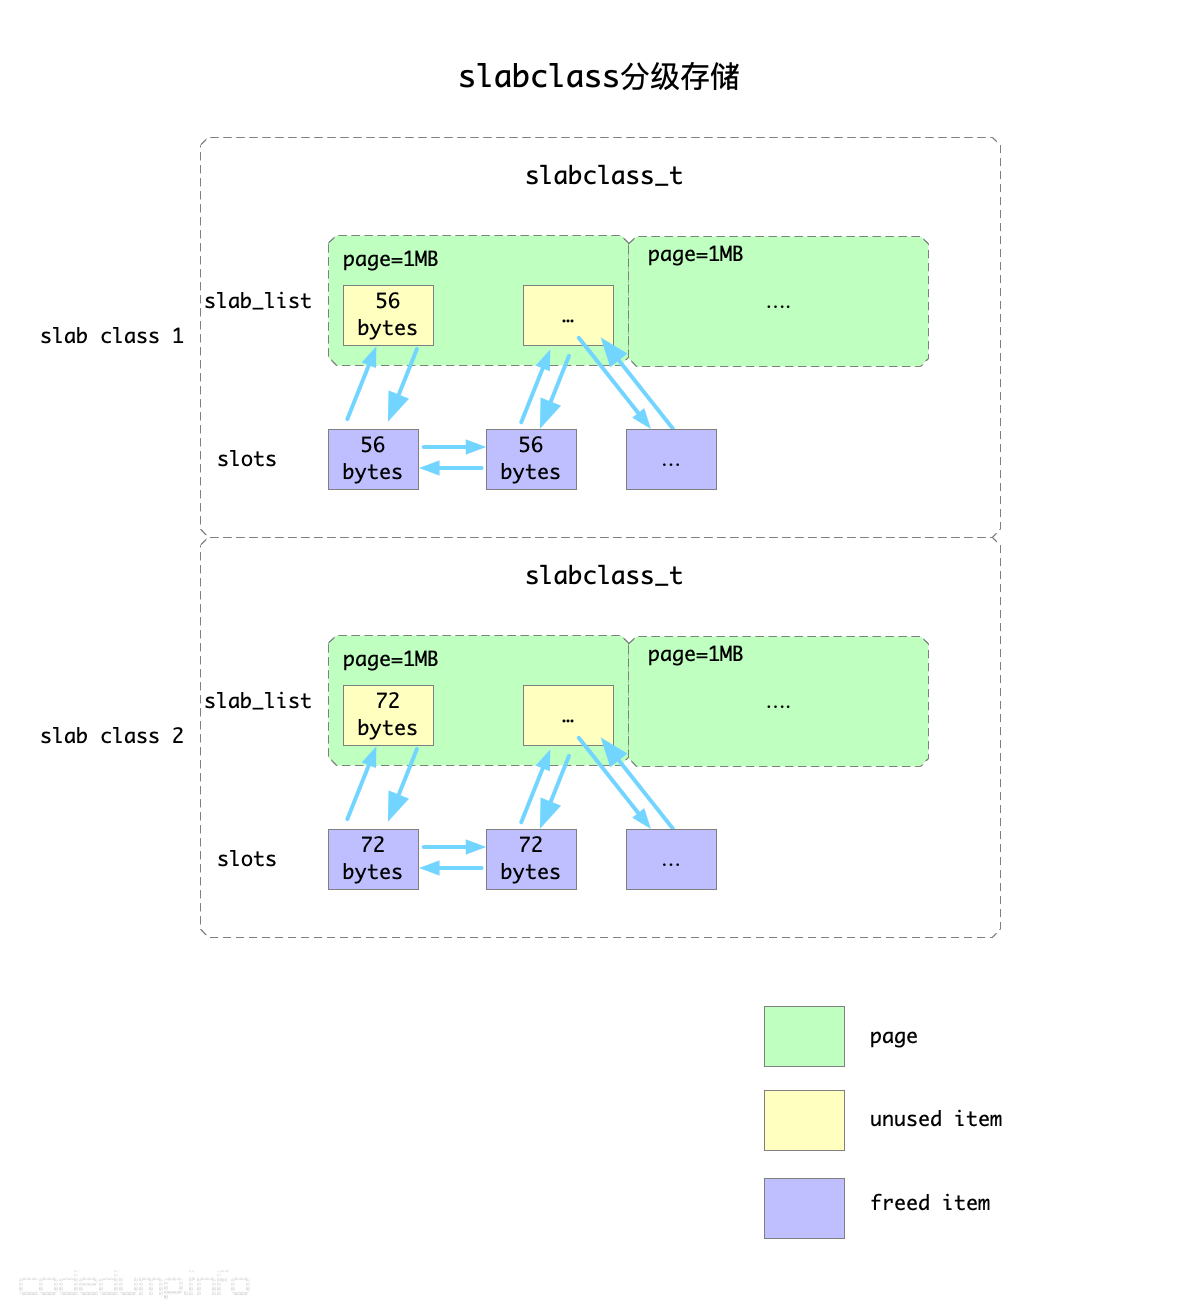 slabclass分级存储
slabclass_t
page=1MB
page=1MB
slab_list
56
bytes
…
....
slab class 1
slots
56
bytes
56
bytes
…
slabclass_t
page=1MB
page=1MB
slab_list
72
bytes
…
....
slab class 2
slots
72
bytes
72
bytes
…
page
unused item
freed item
codedump.info